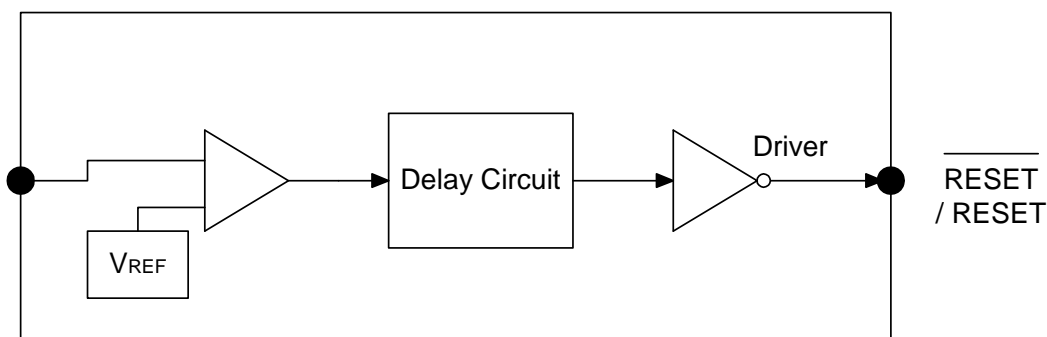 Driver
Delay Circuit
RESET
/ RESET
VREF